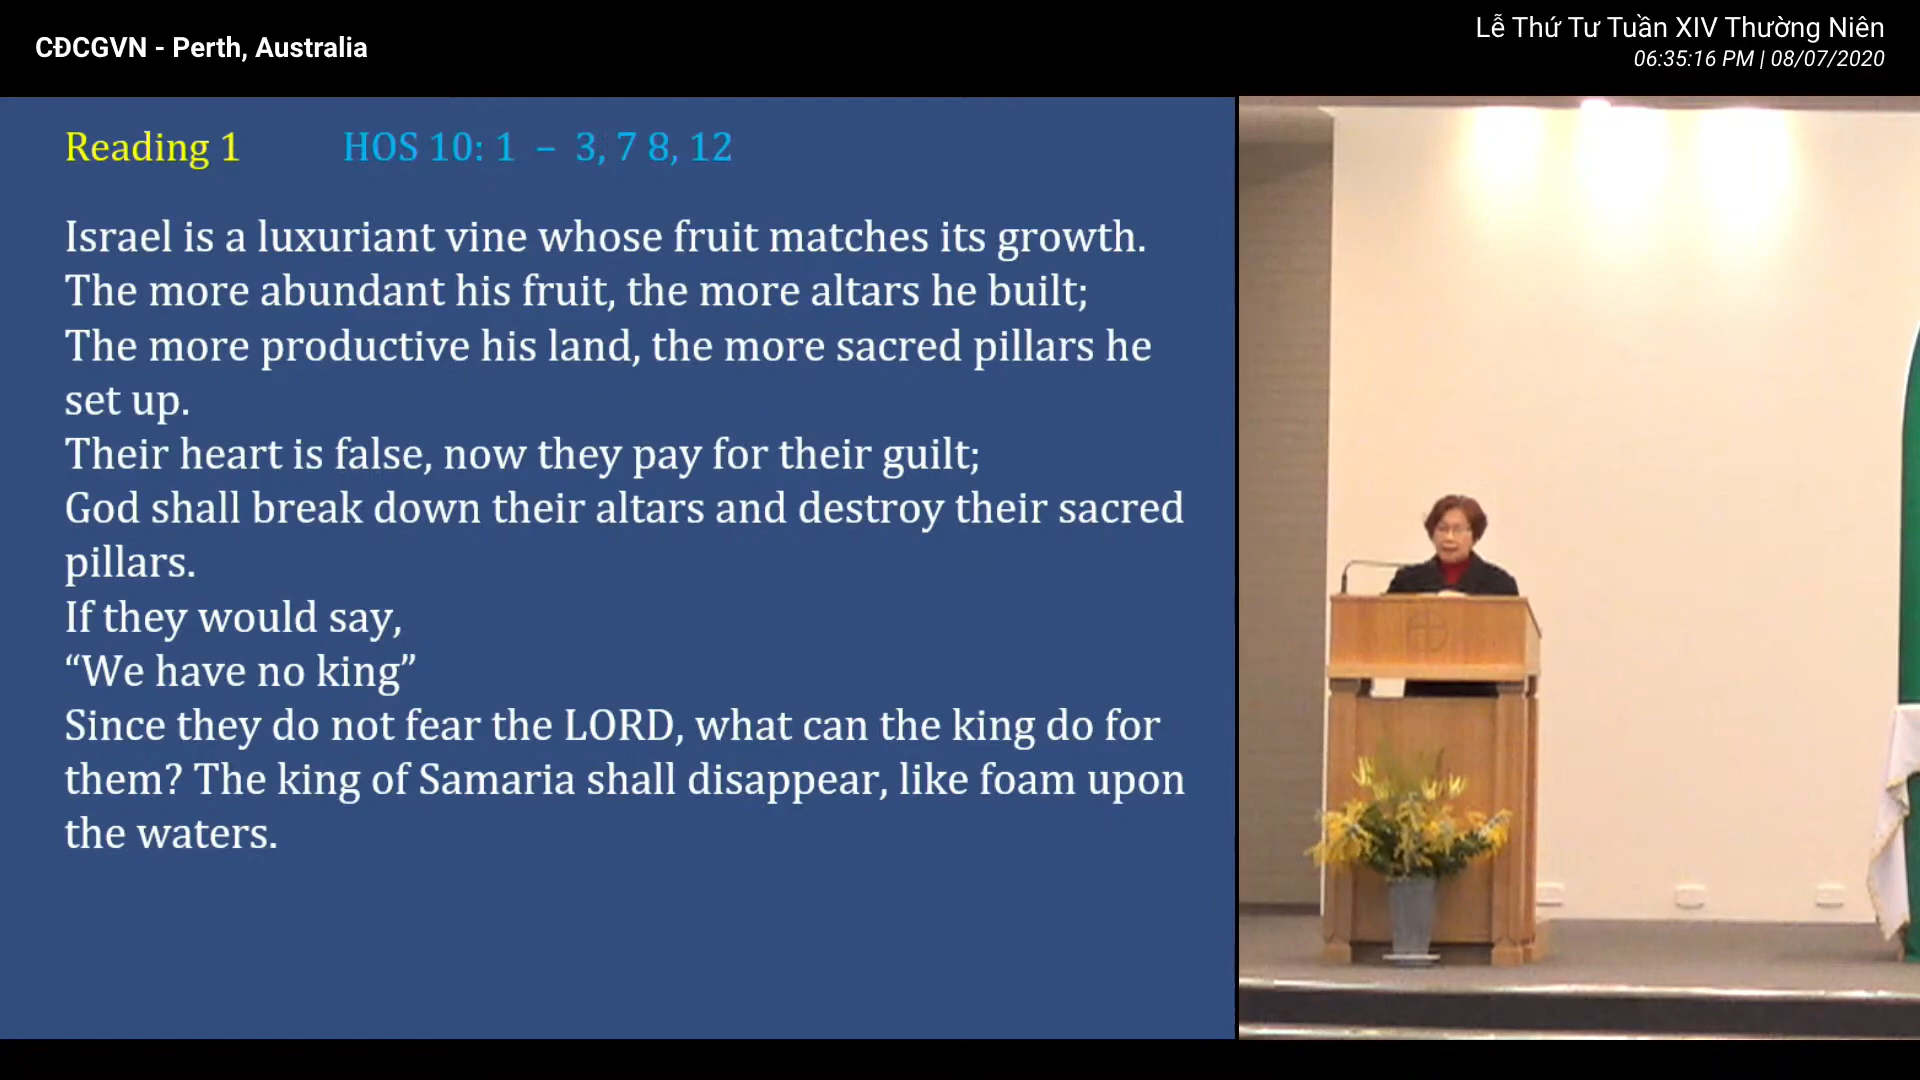 CĐCGVN - Perth, Australia
Lễ Thứ Tư Tuần XIV Thường Niên
06:35:16 PM | 08/07/2020
Reading 1 HOS 10: 1 – 3, 7 8, 12
Israel is a luxuriant vine whose fruit matches its growth.
The more abundant his fruit, the more altars he built;
The more productive his land, the more sacred pillars he
set up.
Their heart is false, now they pay for their guilt;
God shall break down their altars and destroy their sacred
pillars.
If they would say,
“We have no king”
Since they do not fear the LORD, what can the king do for
them? The king of Samaria shall disappear, like foam upon
the waters.